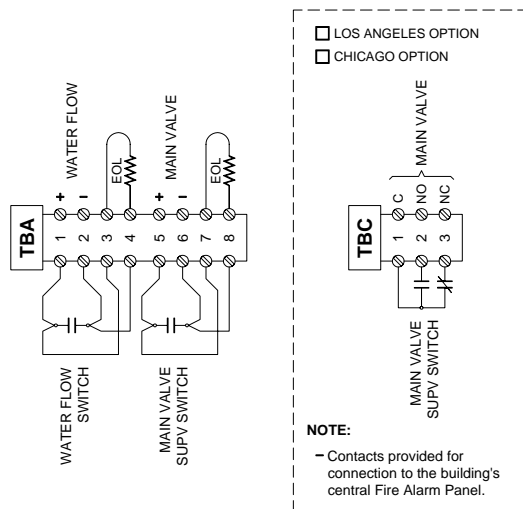 WATER FLOW
MAIN VALVE
+
-
EOL
+
-
EOL
TBA
1
2
3
4
5
6
7
8
WATER FLOW
SWITCH
MAIN VALVE
SUPV SWITCH
LOS ANGELES OPTION
CHICAGO OPTION
MAIN VALVE
C
NO
NC
TBC
1
2
3
MAIN VALVE
SUPV SWITCH
NOTE:
- Contacts provided for
connection to the building's
central Fire Alarm Panel.